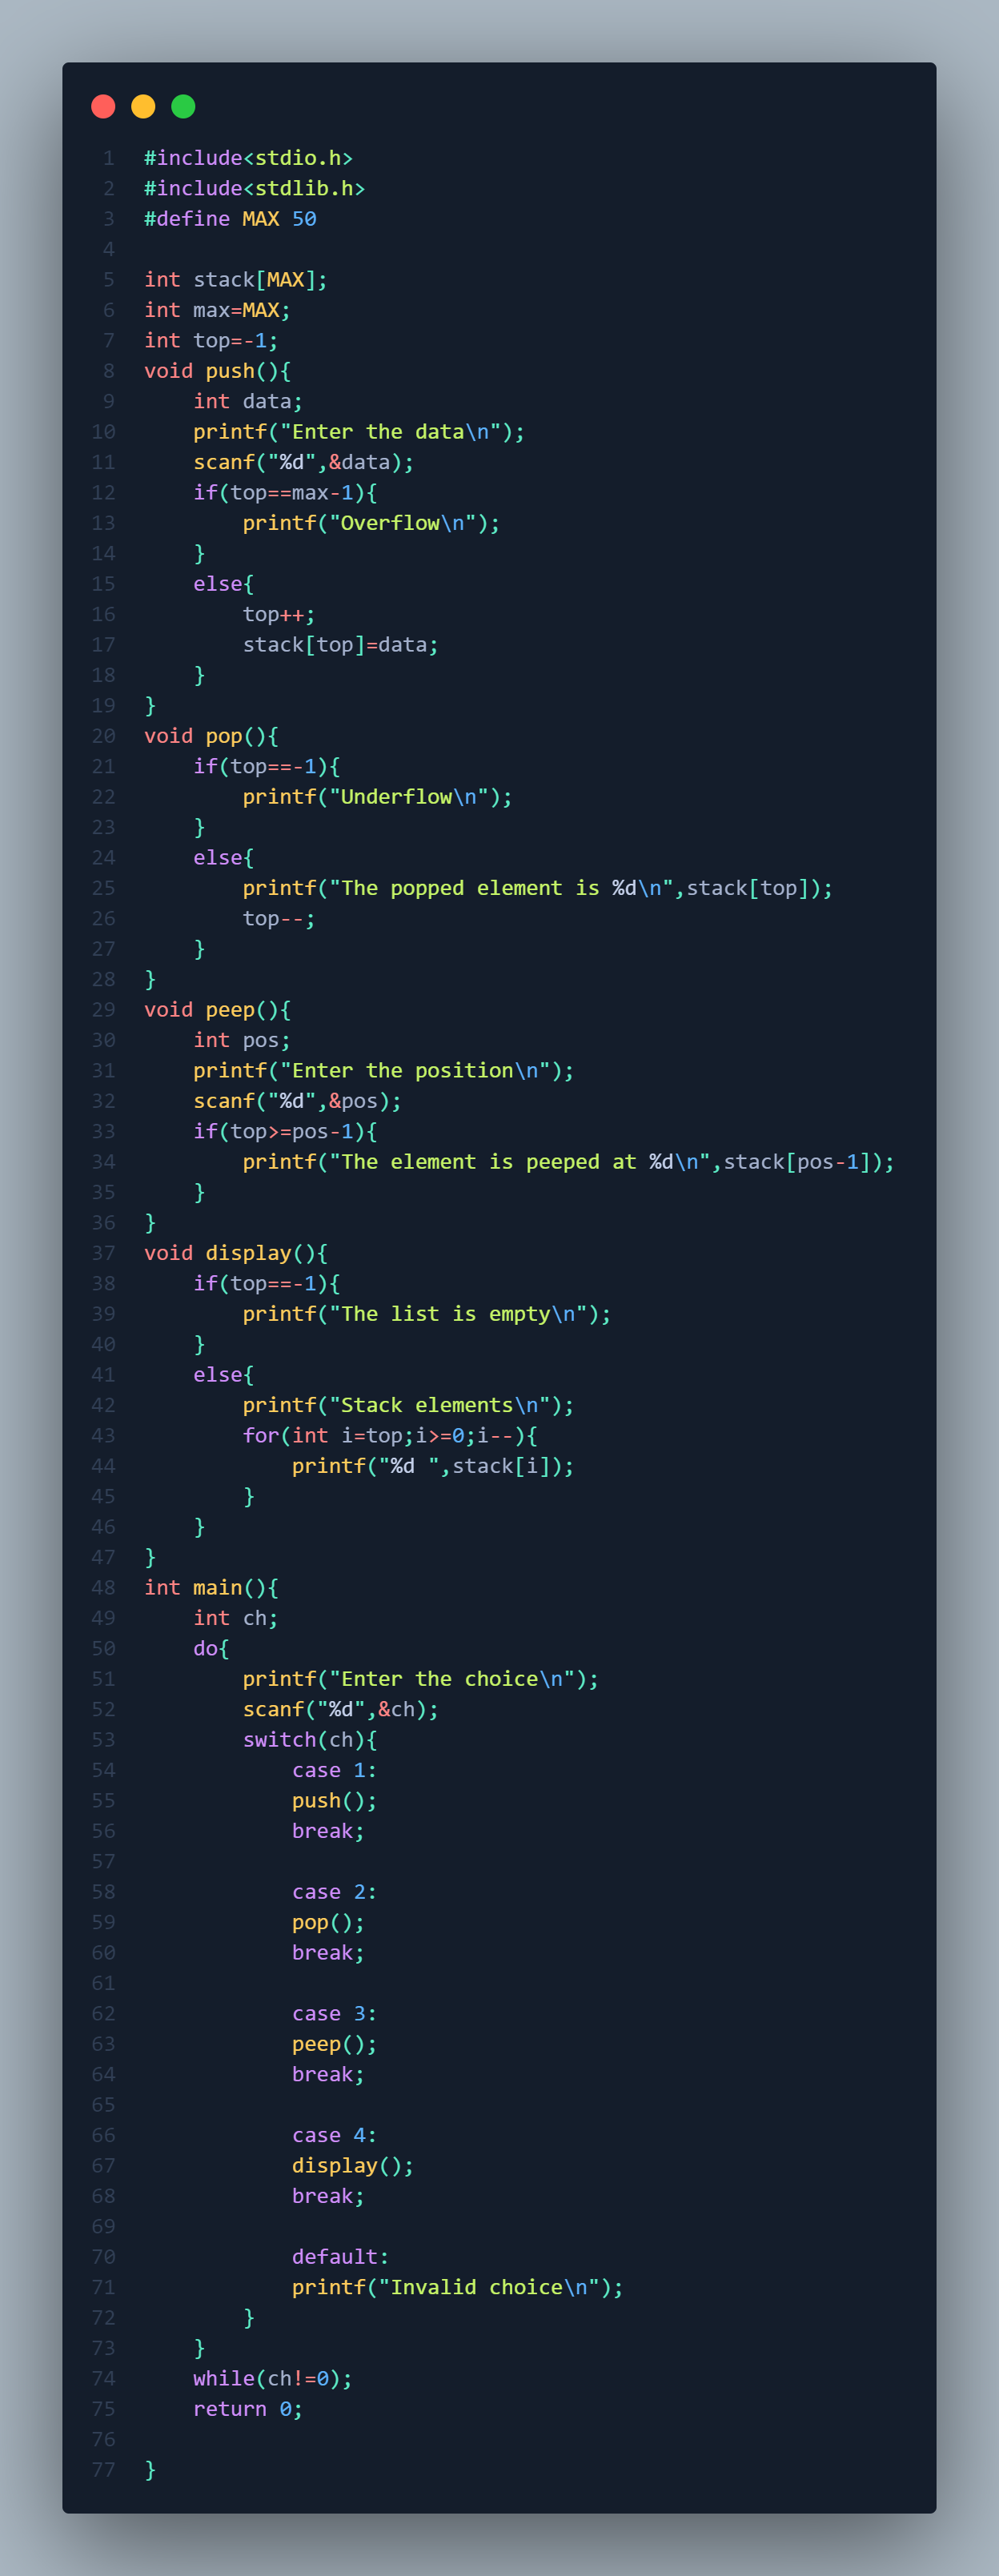 1 #include<stdio.h>
2 #include<stdlib.h>
3 #define MAX 50
4
5 int stack[MAX];
6 int max=MAX;
7 int top=-1;
8 void push(){
9     int data;
10     printf("Enter the data\n");
11     scanf("%d",&data);
12     if(top==max-1){
13         printf("Overflow\n");
14     }
15     else{
16         top++;
17         stack[top]=data;
18     }
19 }
20 void pop(){
21     if(top==-1){
22         printf("Underflow\n");
23     }
24     else{
25         printf("The popped element is %d\n",stack[top]);
26         top--;
27     }
28 }
29 void peep(){
30     int pos;
31     printf("Enter the position\n");
32     scanf("%d",&pos);
33     if(top>=pos-1){
34         printf("The element is peeped at %d\n",stack[pos-1]);
35     }
36 }
37 void display(){
38     if(top==-1){
39         printf("The list is empty\n");
40     }
41     else{
42         printf("Stack elements\n");
43         for(int i=top;i>=0;i--){
44             printf("%d ",stack[i]);
45         }
46     }
47 }
48 int main(){
49     int ch;
50     do{
51         printf("Enter the choice\n");
52         scanf("%d",&ch);
53         switch(ch){
54             case 1:
55             push();
56             break;
57
58             case 2:
59             pop();
60             break;
61
62             case 3:
63             peep();
64             break;
65
66             case 4:
67             display();
68             break;
69
70             default:
71             printf("Invalid choice\n");
72         }
73     }
74     while(ch!=0);
75     return 0;
76
77 }